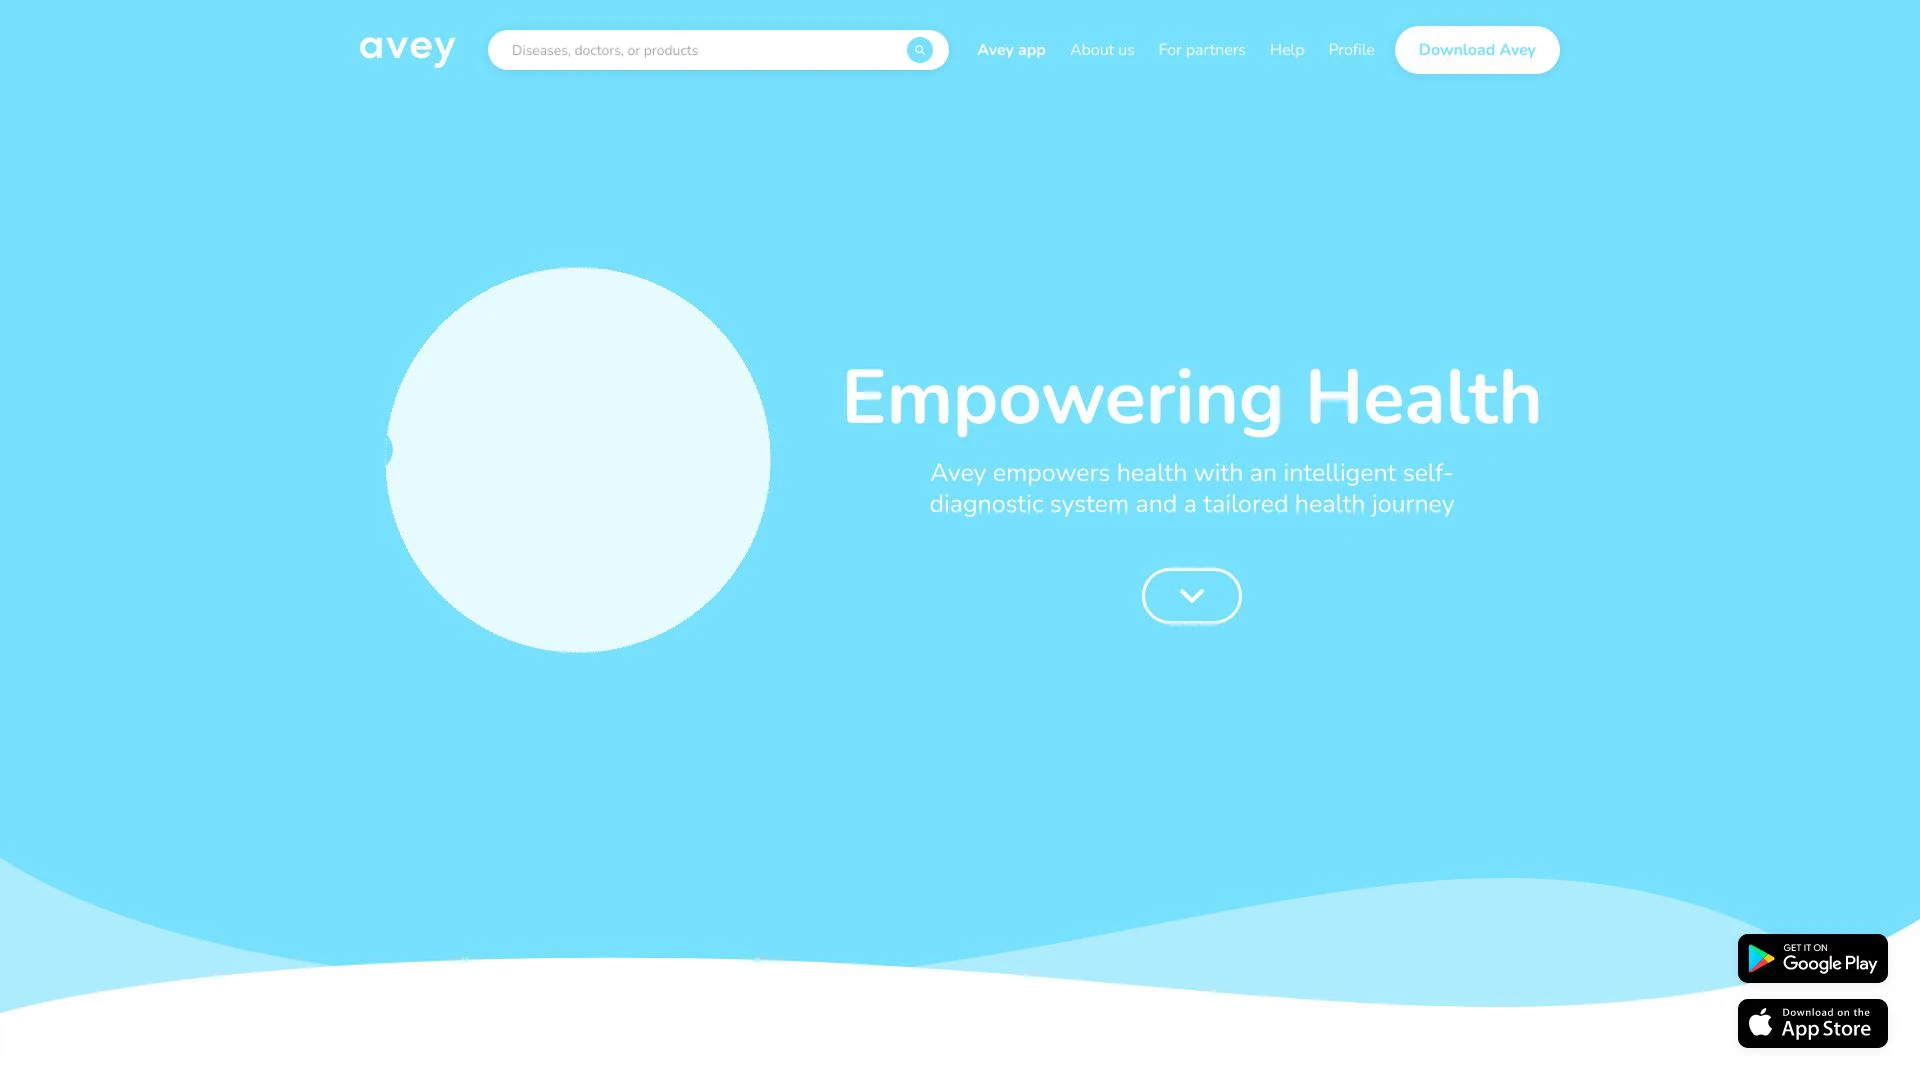 avey
Diseases, doctors, or products
Avey app
About us
For partners
Help
Profile
Download Avey
Empowering Health
Avey empowers health with an intelligent self-
diagnostic system and a tailored health journey
GET IT ON
Google Play
Download on the
App Store